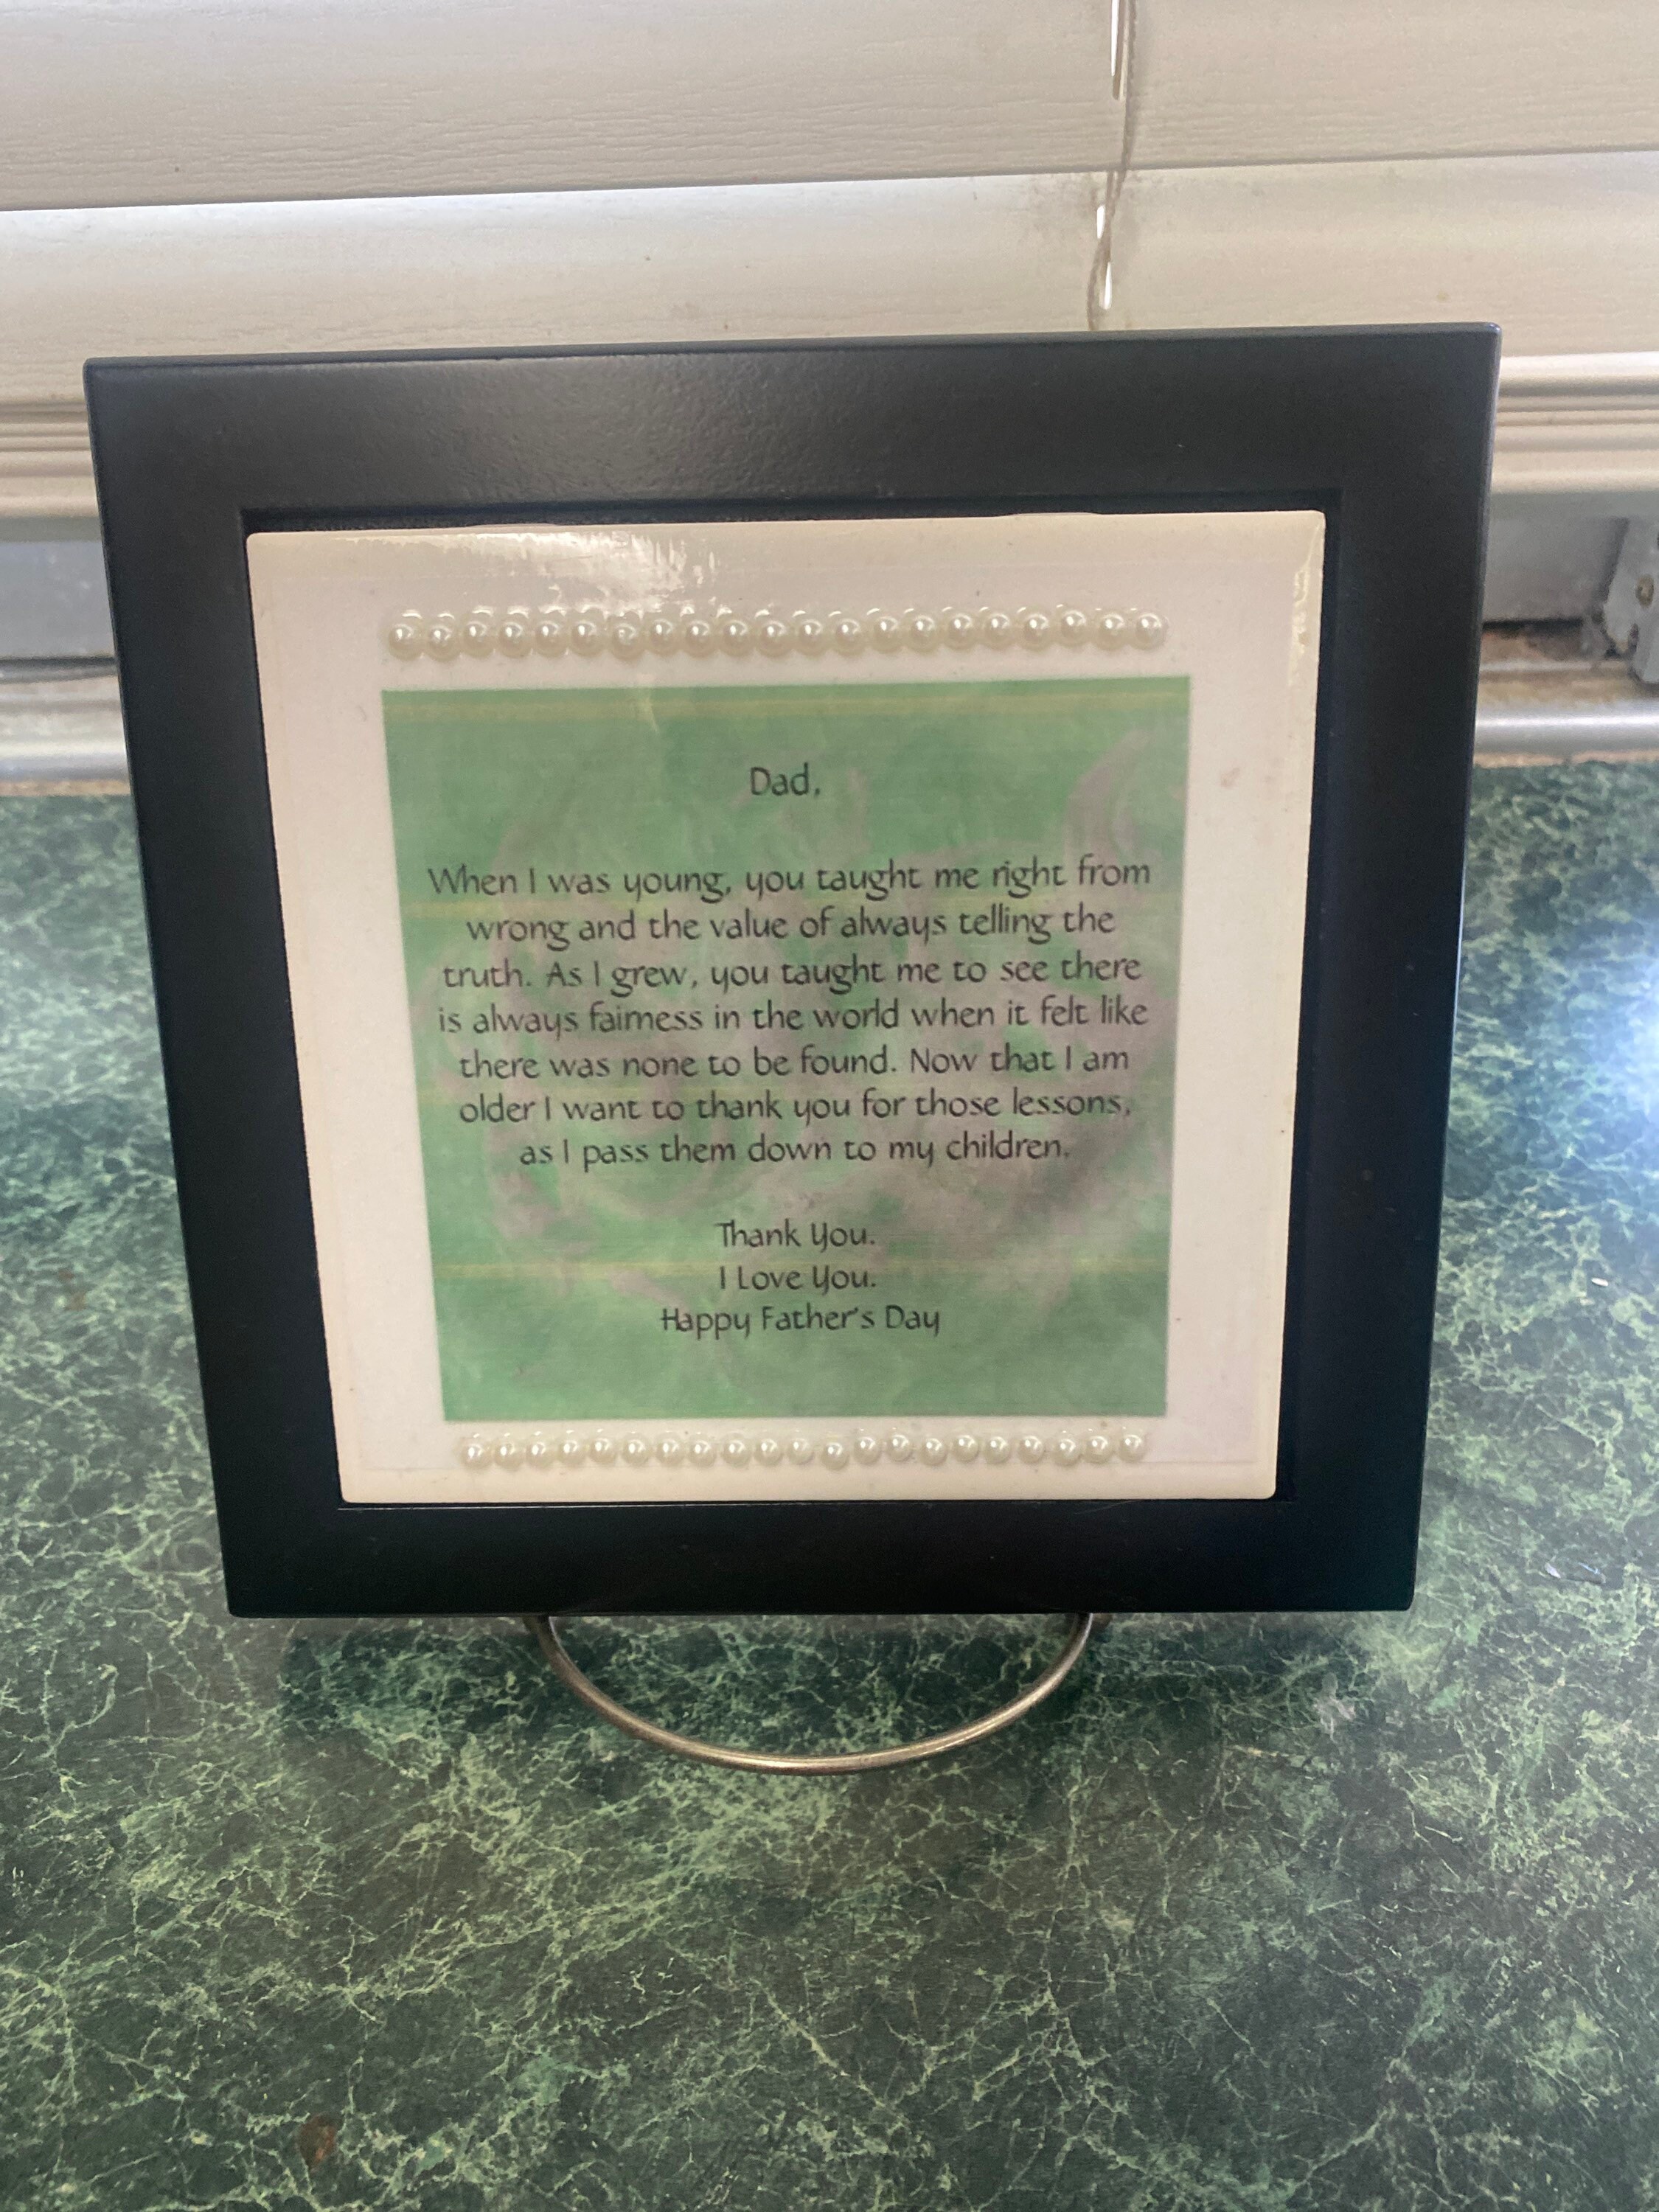 Dad,
When I was young, you taught me right from
wrong and the value of always telling the
truth. As I grew, you taught me to see there
is always fairness in the world when it felt like
there was none to be found. Now that I am
older I want to thank you for those lessons,
as I pass them down to my children.
Thank You.
I Love You.
Happy Father's Day